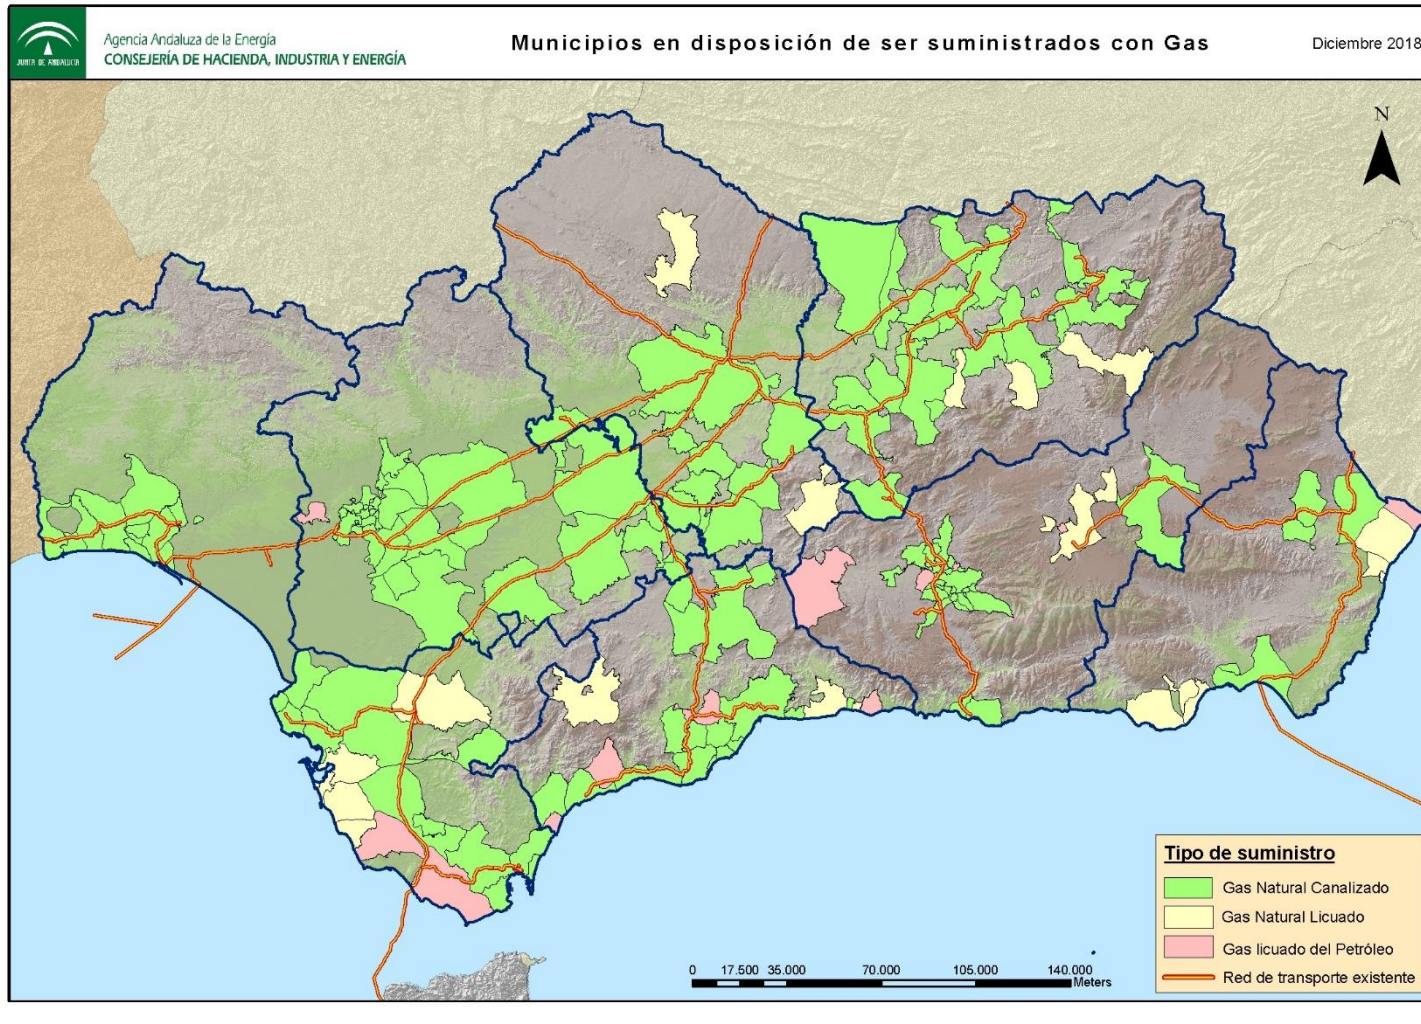 JUNTA DE ANDALUCIA
Agencia Andaluza de la Energía
CONSEJERÍA DE HACIENDA, INDUSTRIA Y ENERGÍA
Municipios en disposición de ser suministrados con Gas
Diciembre 2018
N
Tipo de suministro
Gas Natural Canalizado
Gas Natural Licuado
Gas licuado del Petróleo
Red de transporte existente
0 17.500 35.000 70.000 105.000 140.000
Meters